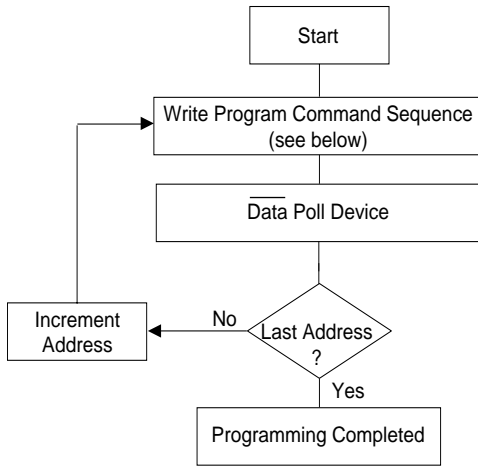 Start
Write Program Command Sequence
(see below)
Data Poll Device
No
Last Address
?
Increment
Address
Yes
Programming Completed